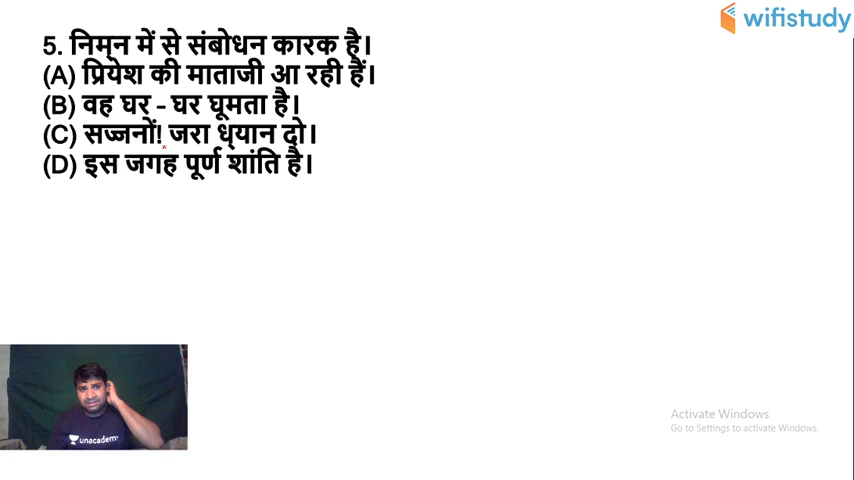 wifistudy
5. निम्न में से संबोधन कारक है।
(A) प्रियेश की माताजी आ रही हैं।
(B) वह घर – घर घूमता है।
(C) सज्जनों! जरा ध्यान दो।
(D) इस जगह पूर्ण शांति है।
unacademy
Activate Windows
Go to Settings to activate Windows.